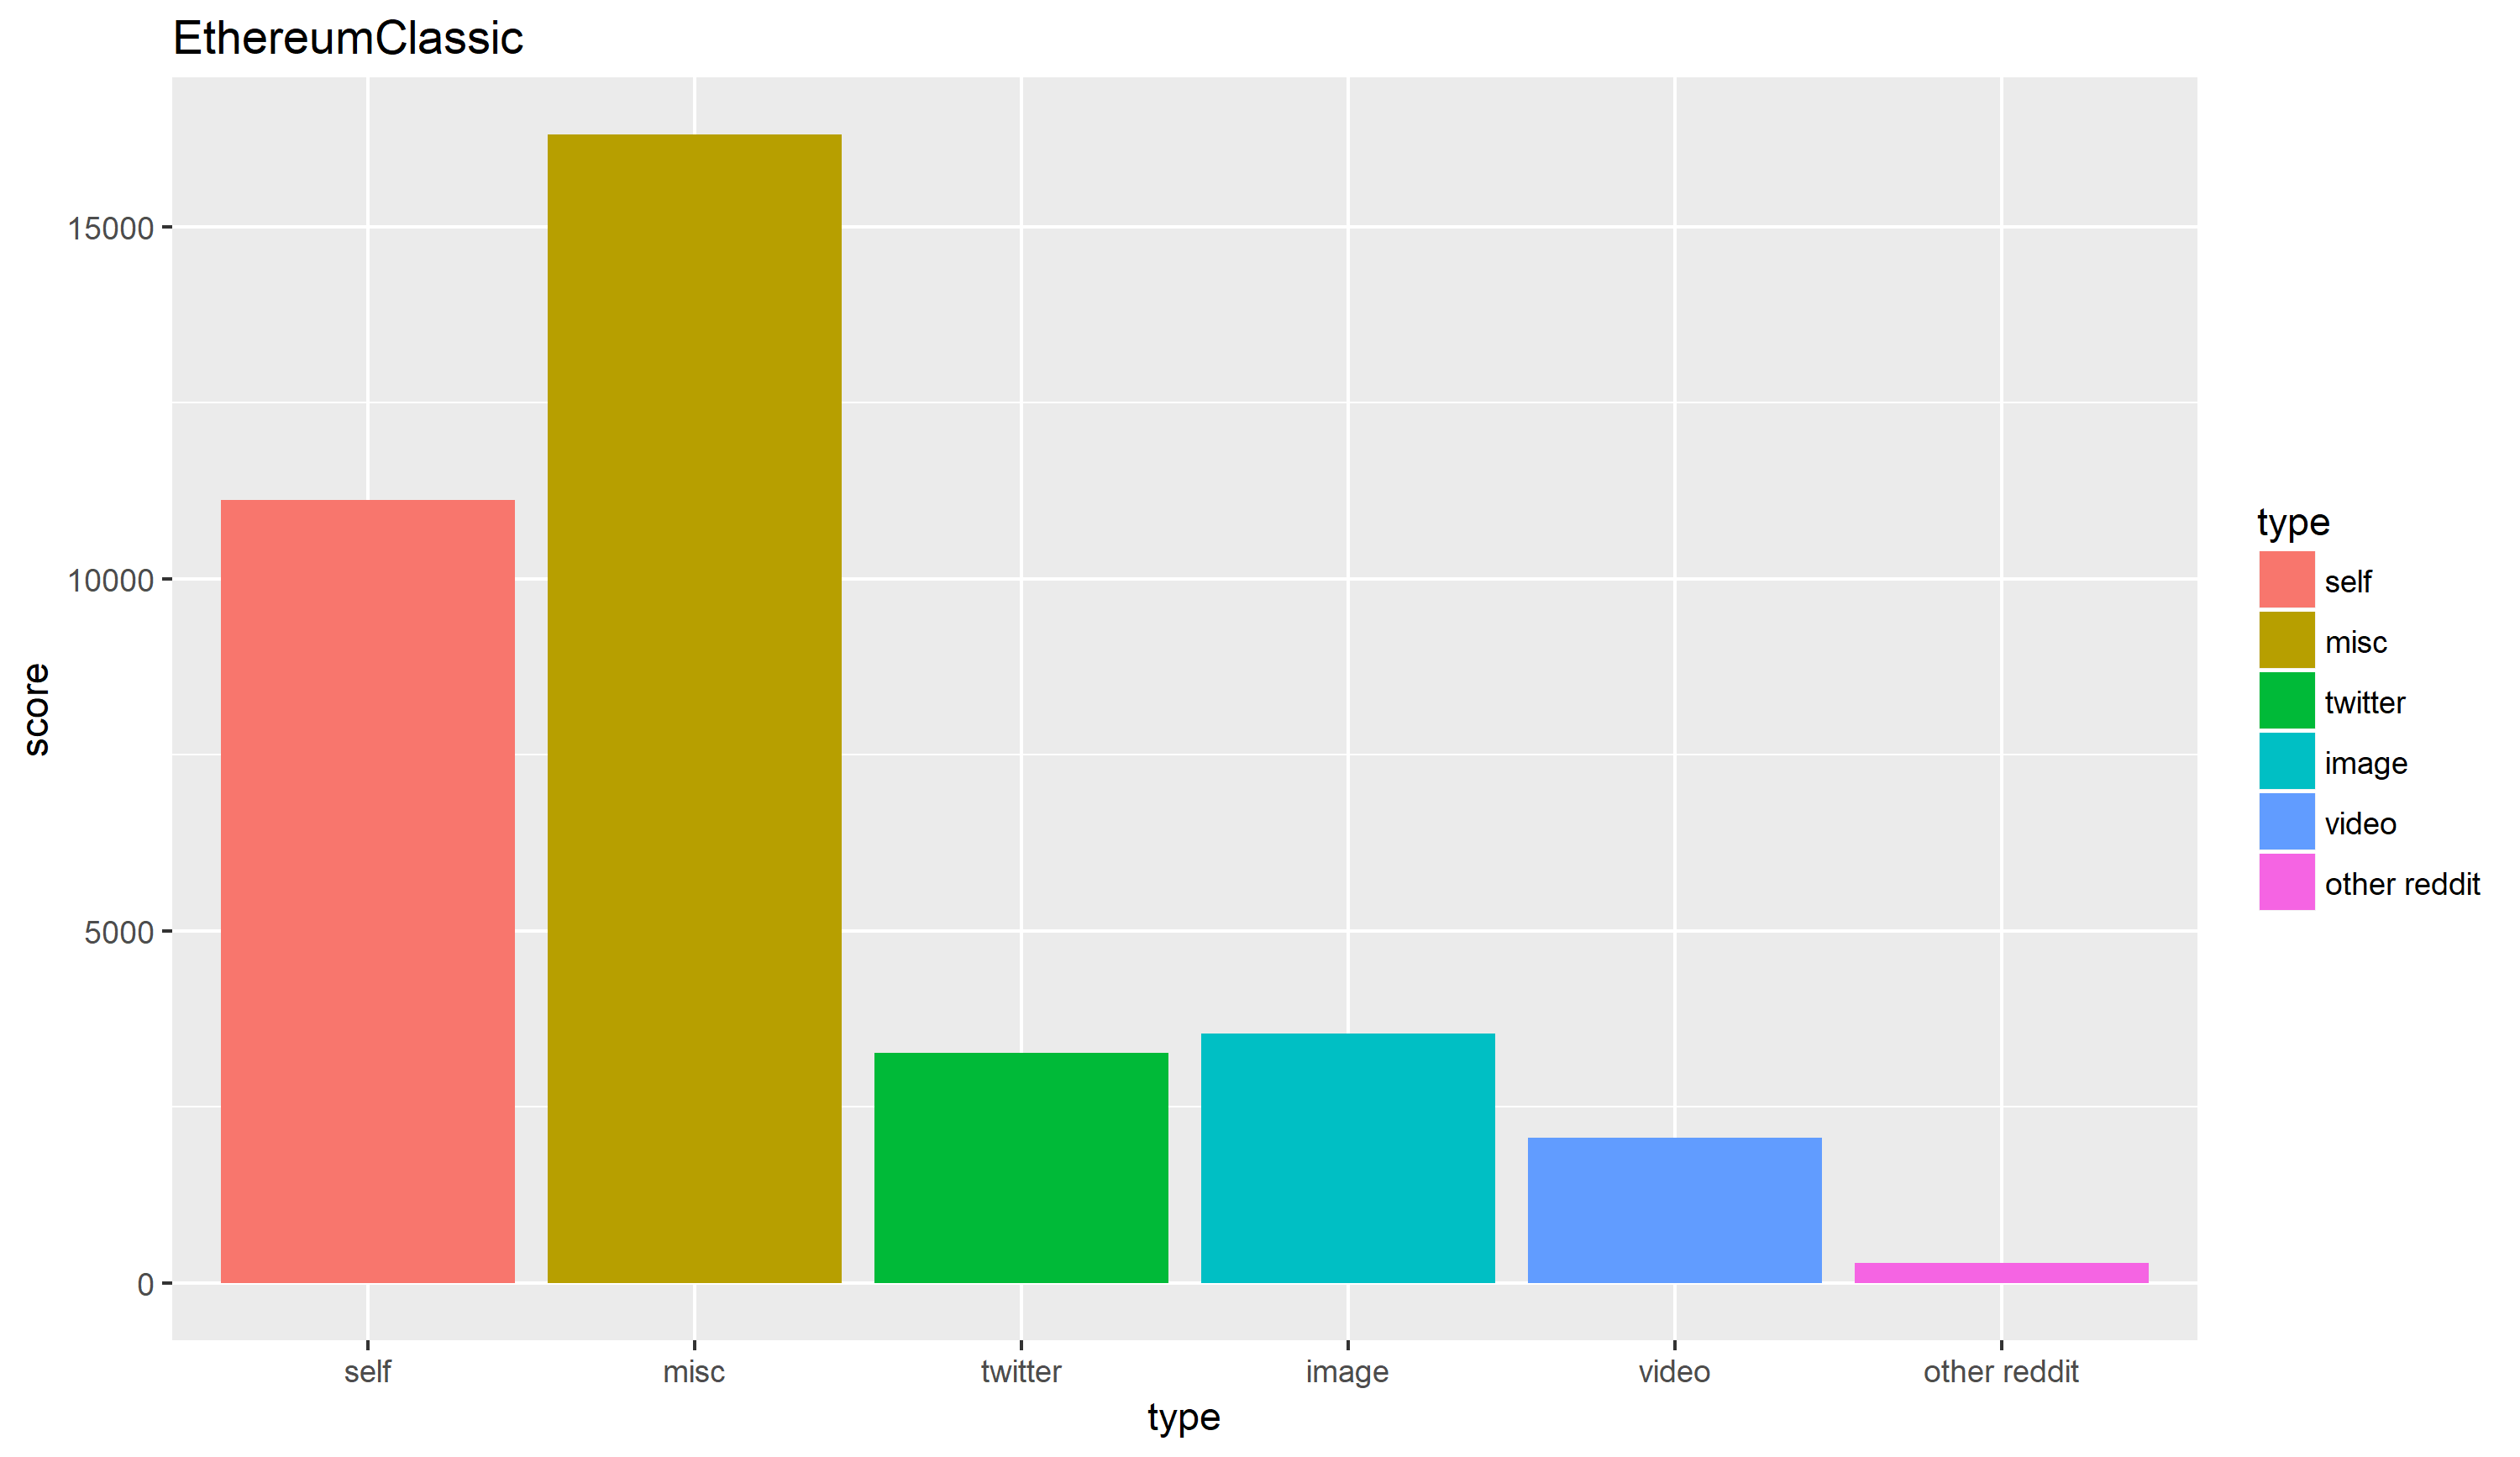 EthereumClassic
score
15000
10000
5000
0
self misc twitter image video other reddit
type
type
self
misc
twitter
image
video
other reddit